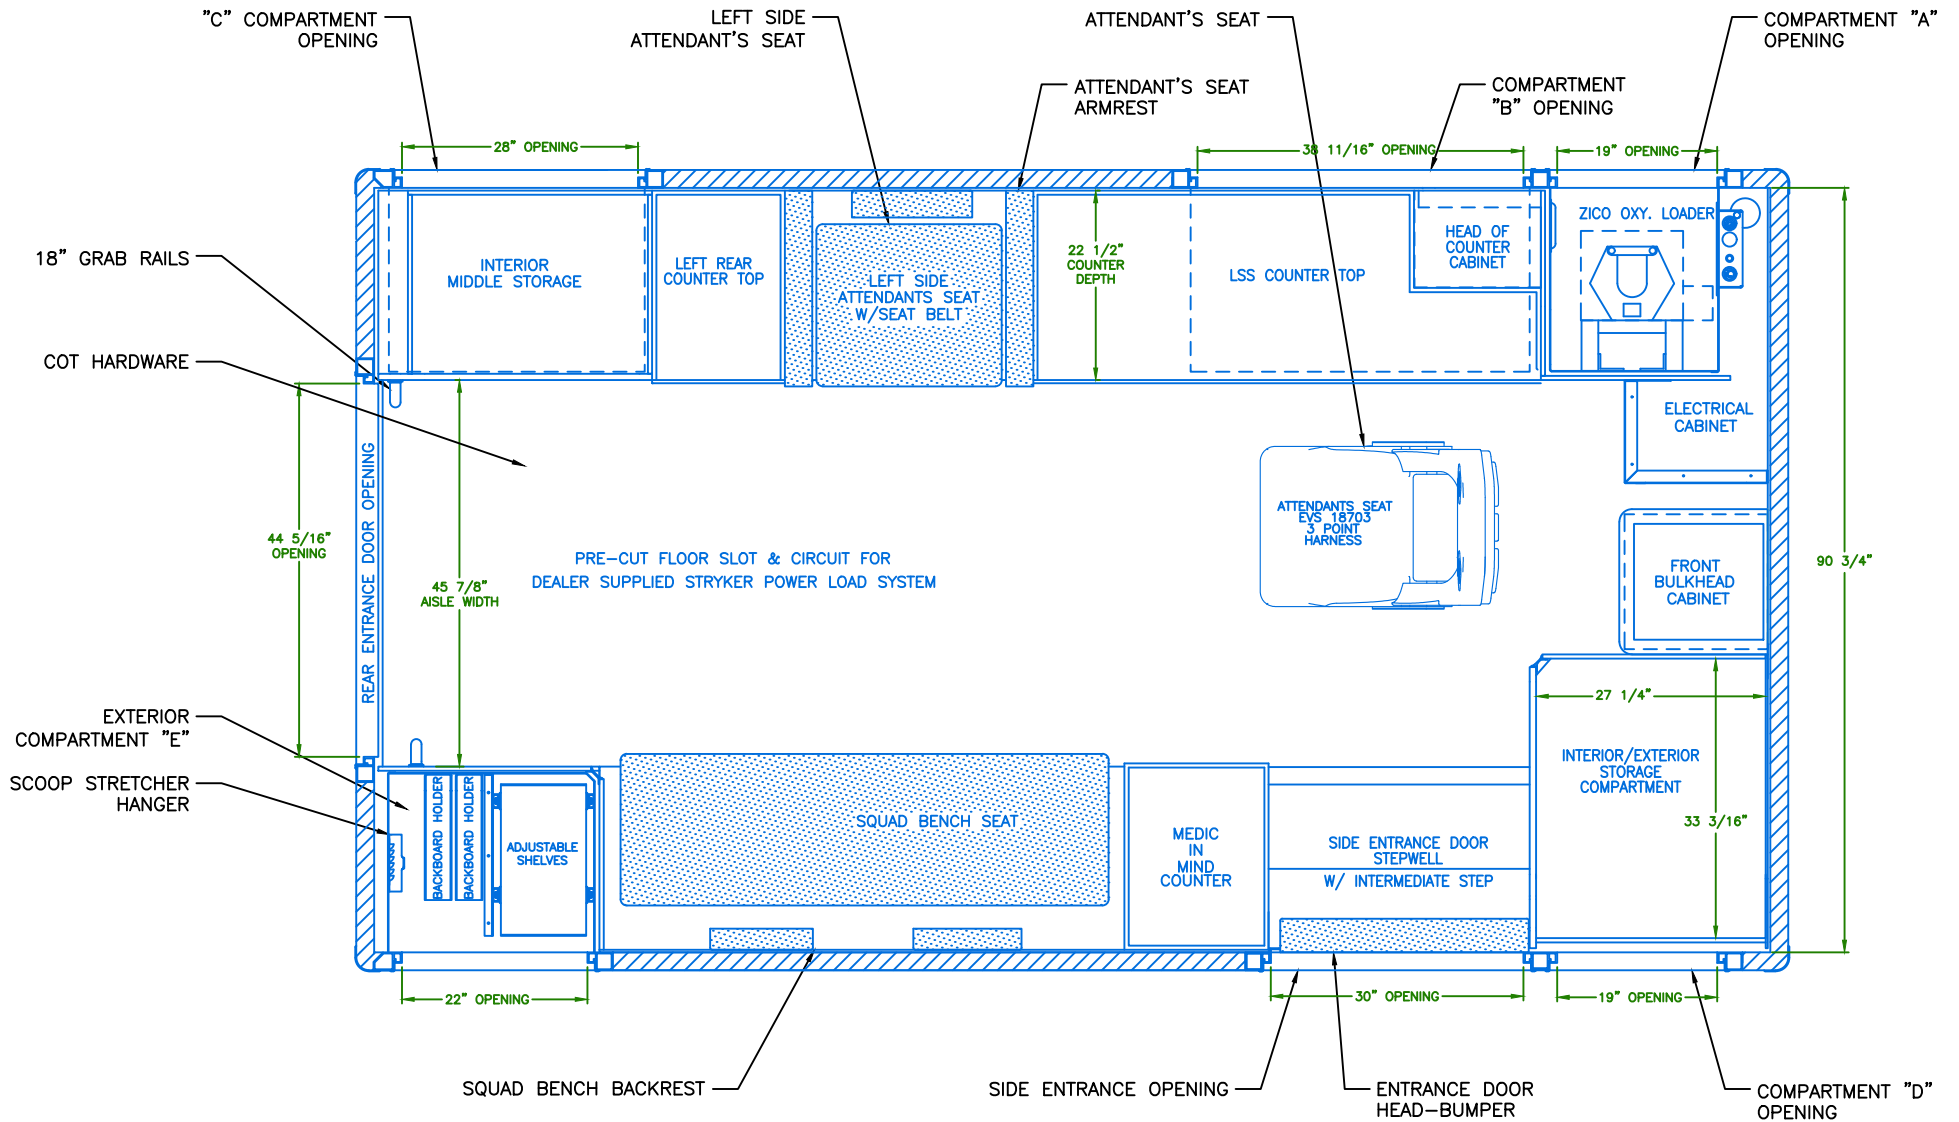 "C" COMPARTMENT
OPENING
LEFT SIDE
ATTENDANT'S SEAT
ATTENDANT'S SEAT
COMPARTMENT "A"
OPENING
ATTENDANT'S SEAT
ARMREST
COMPARTMENT
"B" OPENING
28" OPENING
38 11/16" OPENING
19" OPENING
18" GRAB RAILS
COT HARDWARE
INTERIOR
MIDDLE STORAGE
LEFT REAR
COUNTER TOP
LEFT SIDE
ATTENDANTS SEAT
W/SEAT BELT
22 1/2"
COUNTER
DEPTH
LSS COUNTER TOP
HEAD OF
COUNTER
CABINET
ZICO OXY. LOADER
ELECTRICAL
CABINET
44 5/16"
OPENING
REAR ENTRANCE DOOR OPENING
45 7/8"
AISLE WIDTH
PRE-CUT FLOOR SLOT & CIRCUIT FOR
DEALER SUPPLIED STRYKER POWER LOAD SYSTEM
ATTENDANTS SEAT
EVS 18703
3 POINT
HARNESS
FRONT
BULKHEAD
CABINET
90 3/4"
27 1/4"
INTERIOR/EXTERIOR
STORAGE
COMPARTMENT
33 3/16"
EXTERIOR
COMPARTMENT "E"
SCOOP STRETCHER
HANGER
BACKBOARD HOLDER
BACKBOARD HOLDER
ADJUSTABLE
SHELVES
SQUAD BENCH SEAT
MEDIC
IN
MIND
COUNTER
SIDE ENTRANCE DOOR
STEPWELL
W/ INTERMEDIATE STEP
22" OPENING
30" OPENING
19" OPENING
SQUAD BENCH BACKREST
SIDE ENTRANCE OPENING
ENTRANCE DOOR
HEAD-BUMPER
COMPARTMENT "D"
OPENING